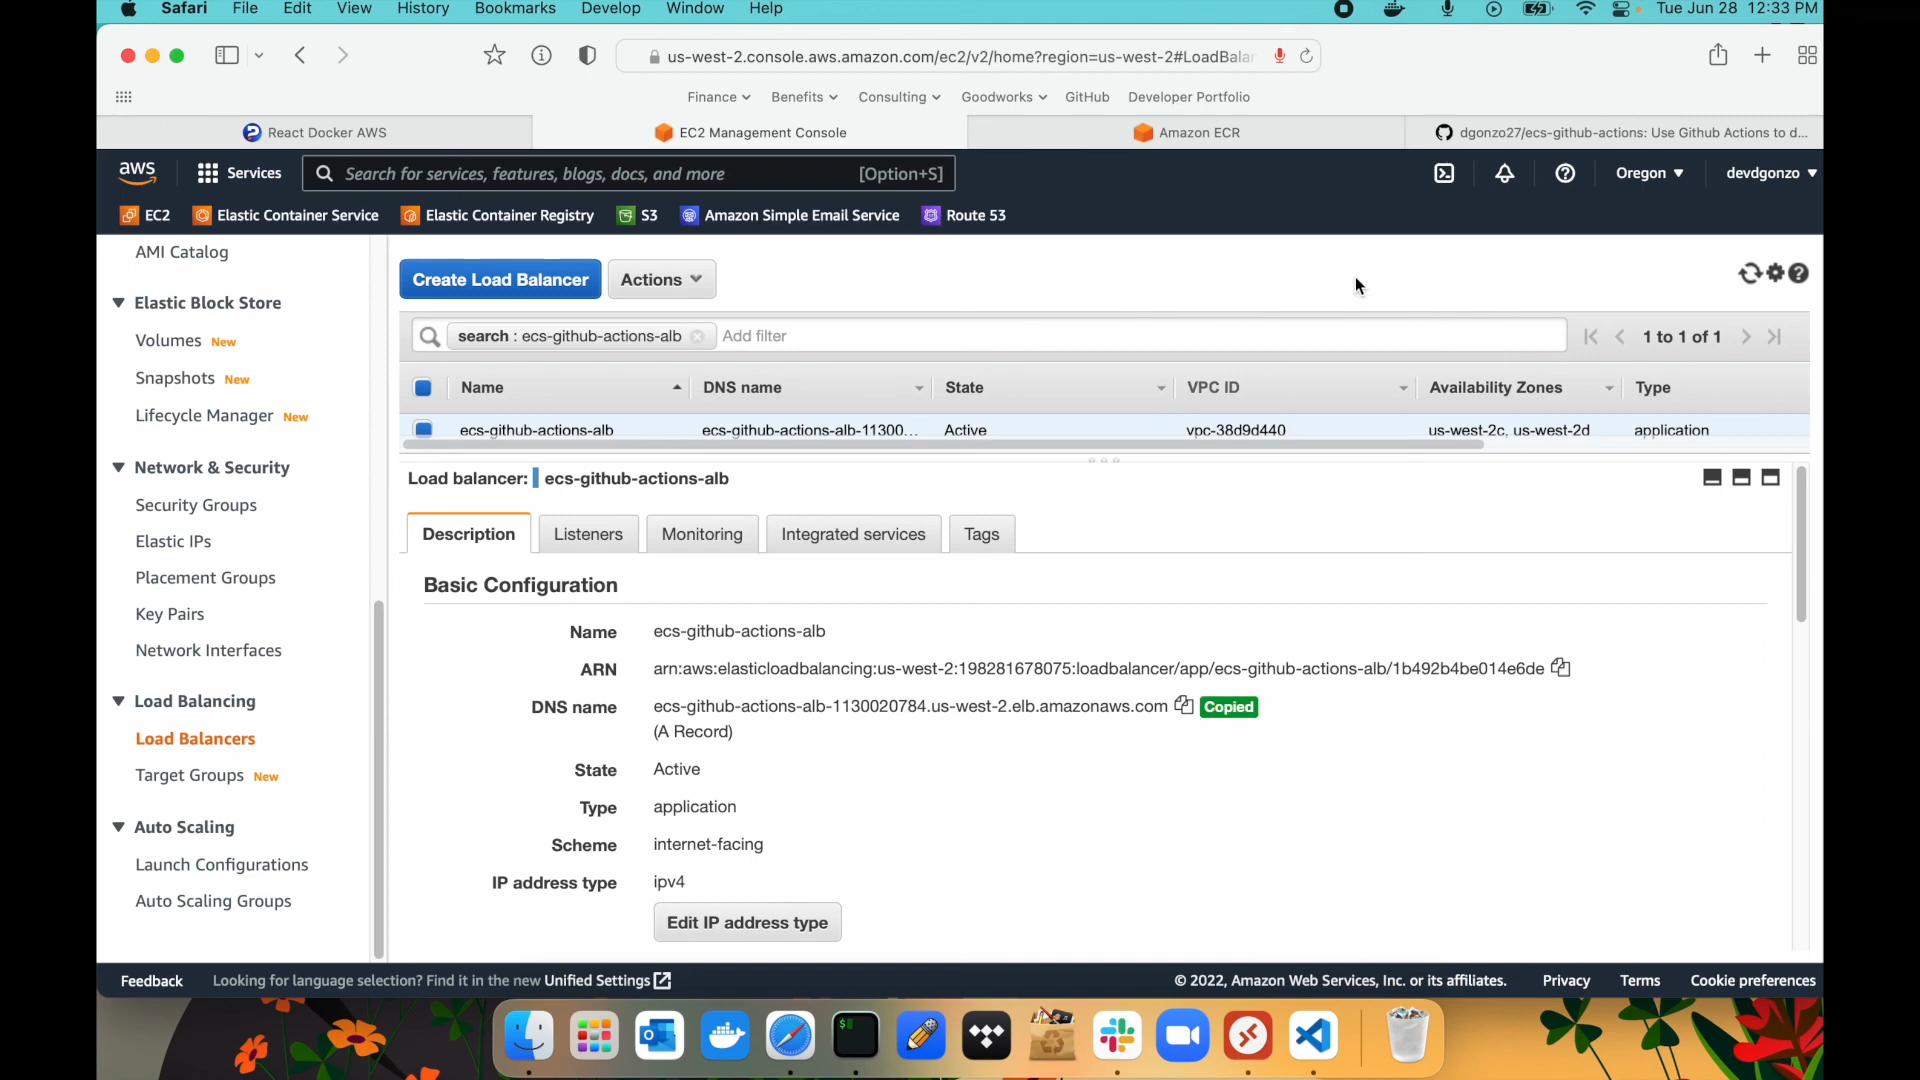 Safari File Edit View History Bookmarks Develop Window Help Tue Jun 28 12:33 PM
us-west-2.console.aws.amazon.com/ec2/v2/home?region=us-west-2#LoadBalan
Finance Benefits Consulting Goodworks GitHub Developer Portfolio
React Docker AWS EC2 Management Console Amazon ECR dgonzo27/ecs-github-actions: Use Github Actions to d...
aws Services Search for services, features, blogs, docs, and more [Option+S] Oregon devdgonzo
EC2 Elastic Container Service Elastic Container Registry S3 Amazon Simple Email Service Route 53
AMI Catalog
Elastic Block Store
Volumes New
Snapshots New
Lifecycle Manager New
Network & Security
Security Groups
Elastic IPs
Placement Groups
Key Pairs
Network Interfaces
Load Balancing
Load Balancers
Target Groups New
Auto Scaling
Launch Configurations
Auto Scaling Groups
Create Load Balancer Actions
search : ecs-github-actions-alb Add filter 1 to 1 of 1
Name DNS name State VPC ID Availability Zones Type
ecs-github-actions-alb ecs-github-actions-alb-11300... Active vpc-38d9d440 us-west-2c, us-west-2d application
Load balancer: ecs-github-actions-alb
Description Listeners Monitoring Integrated services Tags
Basic Configuration
Name ecs-github-actions-alb
ARN arn:aws:elasticloadbalancing:us-west-2:198281678075:loadbalancer/app/ecs-github-actions-alb/1b492b4be014e6de
DNS name ecs-github-actions-alb-1130020784.us-west-2.elb.amazonaws.com Copied
(A Record)
State Active
Type application
Scheme internet-facing
IP address type ipv4
Edit IP address type
Feedback Looking for language selection? Find it in the new Unified Settings © 2022, Amazon Web Services, Inc. or its affiliates. Privacy Terms Cookie preferences